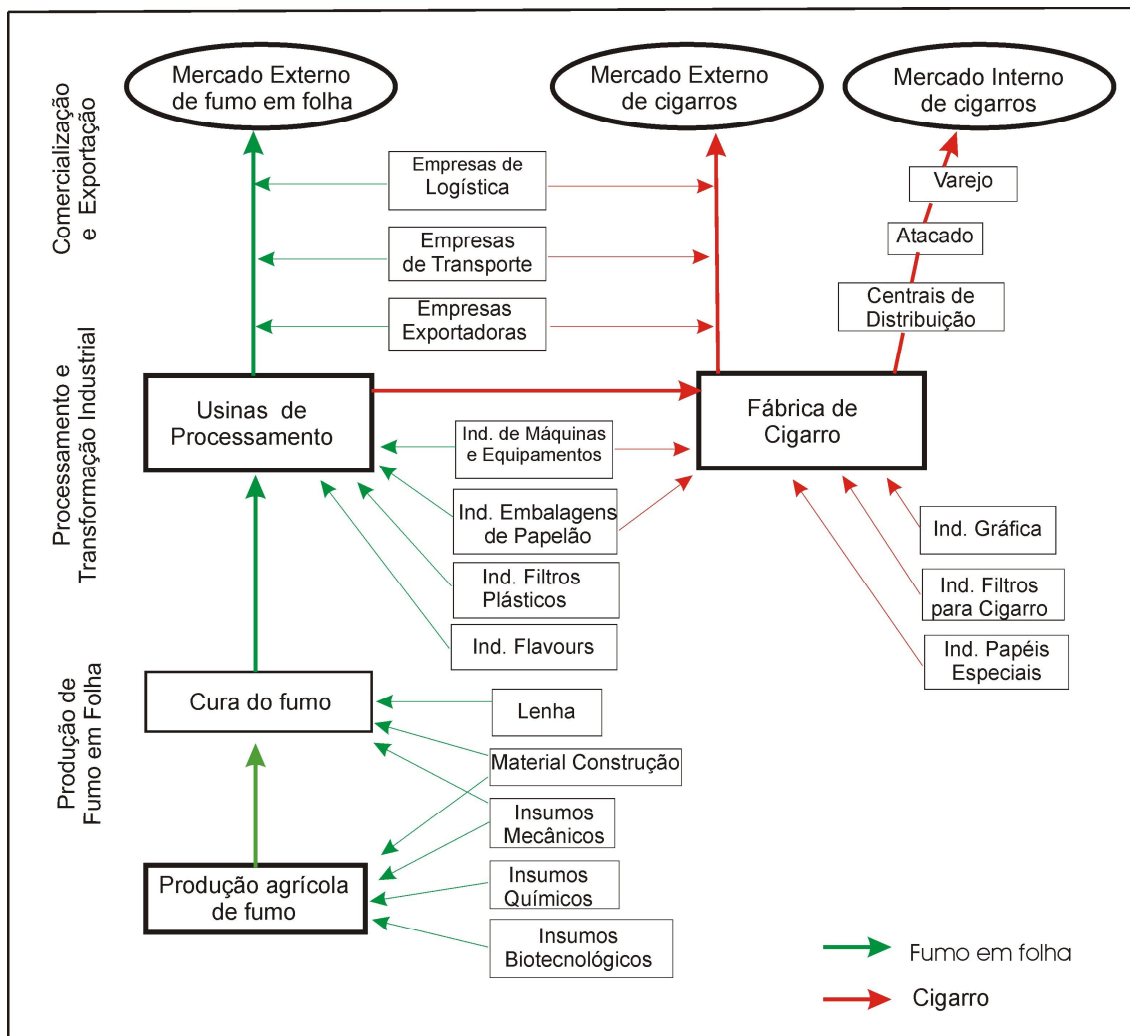 Mercado Externo
de fumo em folha
Mercado Externo
de cigarros
Mercado Interno
de cigarros
Comercialização
e Exportação
Empresas de
Logística
Varejo
Empresas
de Transporte
Atacado
Empresas
Exportadoras
Centrais de
Distribuição
Processamento e
Transformação Industrial
Usinas de
Processamento
Fábrica de
Cigarro
Ind. de Máquinas
e Equipamentos
Ind. Embalagens
de Papelão
Ind. Gráfica
Ind. Filtros
Plásticos
Ind. Filtros
para Cigarro
Ind. Flavours
Ind. Papéis
Especiais
Produção de
Fumo em Folha
Cura do fumo
Lenha
Material Construção
Insumos
Mecânicos
Produção agrícola
de fumo
Insumos
Químicos
Insumos
Biotecnológicos
Fumo em folha
Cigarro